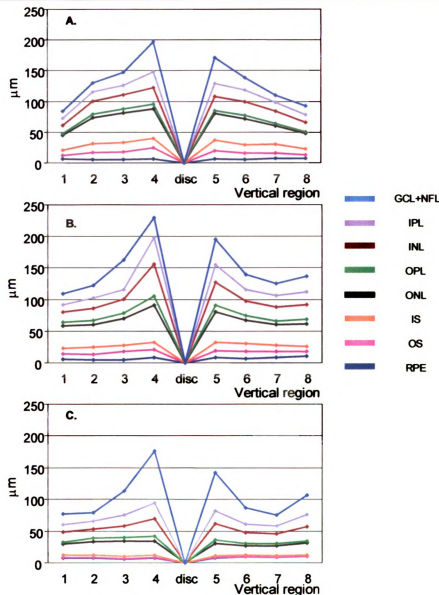 A.
250
200
150
100
50
0
μm
1 2 3 4 disc 5 6 7 8
Vertical region
B.
250
200
150
100
50
0
μm
1 2 3 4 disc 5 6 7 8
Vertical region
C.
250
200
150
100
50
0
μm
1 2 3 4 disc 5 6 7 8
Vertical region
GCL+NFL
IPL
INL
OPL
ONL
IS
OS
RPE